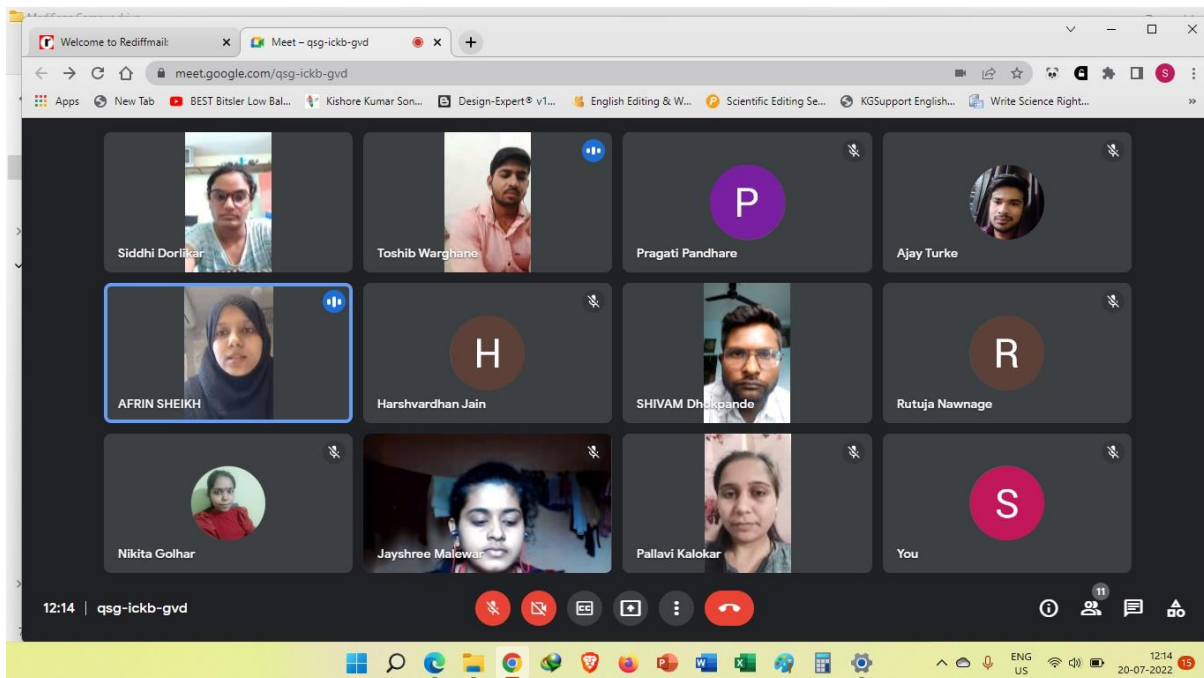 Welcome to Rediffmail:
Meet – qsg-ickb-gvd
meet.google.com/qsg-ickb-gvd
S
Apps
New Tab
BEST Bitsler Low Bal...
Kishore Kumar Son...
Design-Expert® v1...
English Editing & W...
Scientific Editing Se...
KGSupport English...
Write Science Right...
»
Siddhi Dorlikar
Toshib Warghane
P
Pragati Pandhare
Ajay Turke
AFRIN SHEIKH
H
Harshvardhan Jain
SHIVAM Dhokpande
R
Rutuja Nawnage
Nikita Golhar
Jayshree Malewar
Pallavi Kalokar
S
You
12:14 | qsg-ickb-gvd
CC
11
ENG
US
12:14
20-07-2022
15